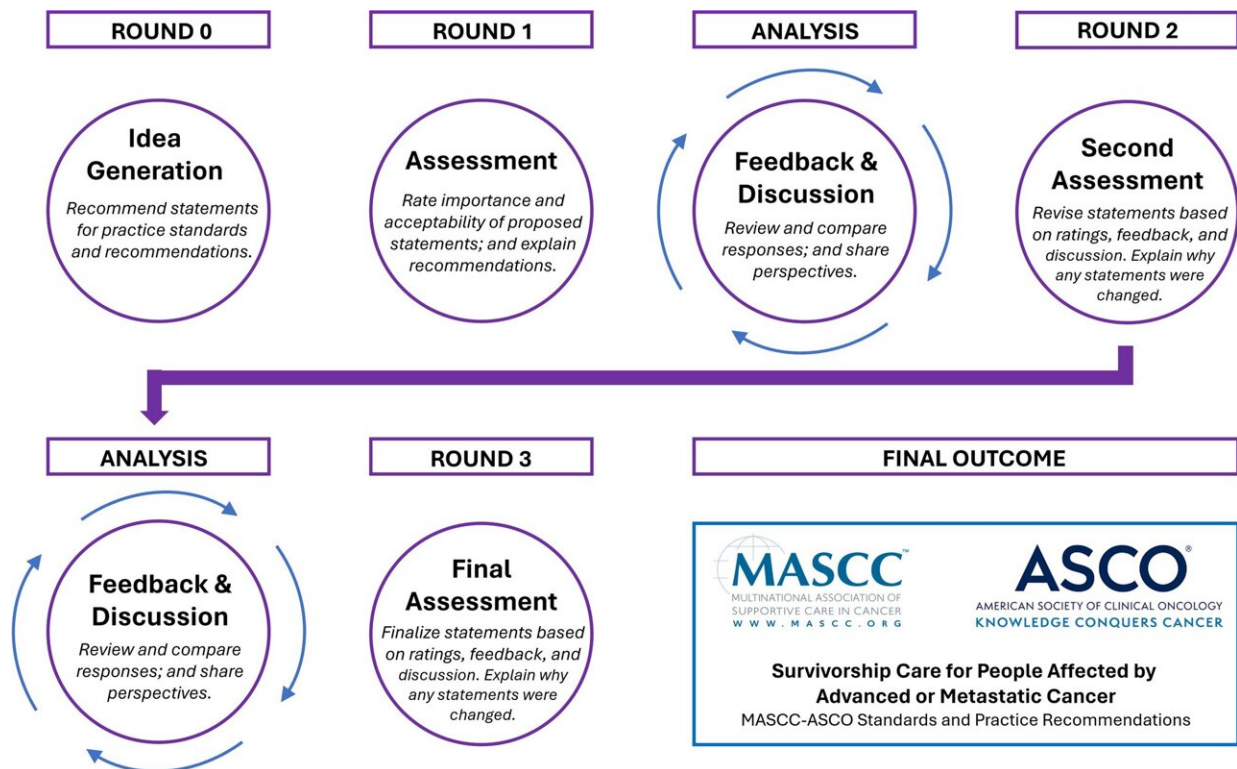 ROUND 0
ROUND 1
ANALYSIS
ROUND 2
Idea
Generation
Recommend statements
for practice standards
and recommendations.
Assessment
Rate importance and
acceptability of proposed
statements; and explain
recommendations.
Feedback &
Discussion
Review and compare
responses; and share
perspectives.
Second
Assessment
Revise statements based
on ratings, feedback, and
discussion. Explain why
any statements were
changed.
ANALYSIS
ROUND 3
FINAL OUTCOME
Feedback &
Discussion
Review and compare
responses; and share
perspectives.
Final
Assessment
Finalize statements based
on ratings, feedback, and
discussion. Explain why
any statements were
changed.
MASCC™
MULTINATIONAL ASSOCIATION OF
SUPPORTIVE CARE IN CANCER
WWW.MASCC.ORG
ASCO®
AMERICAN SOCIETY OF CLINICAL ONCOLOGY
KNOWLEDGE CONQUERS CANCER
Survivorship Care for People Affected by
Advanced or Metastatic Cancer
MASCC-ASCO Standards and Practice Recommendations